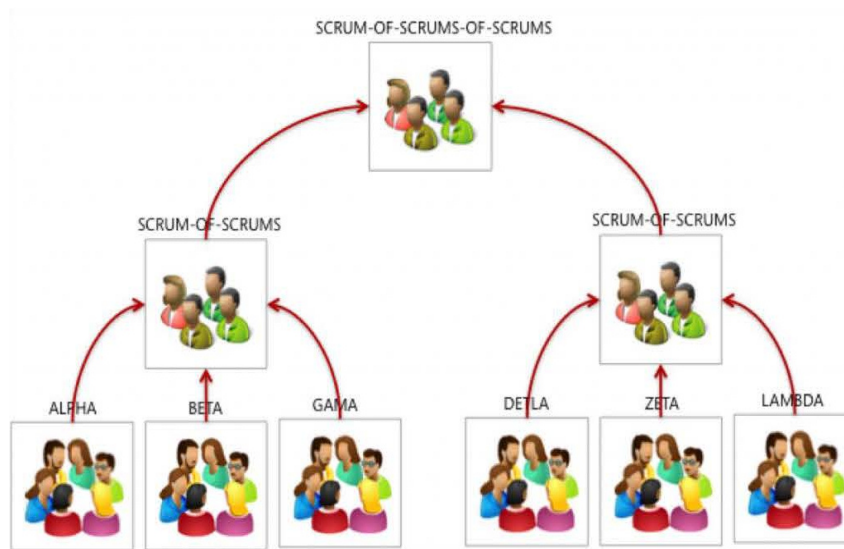 SCRUM-OF-SCRUMS-OF-SCRUMS
SCRUM-OF-SCRUMS
SCRUM-OF-SCRUMS
ALPHA
BETA
GAMA
DETLA
ZETA
LAMBDA